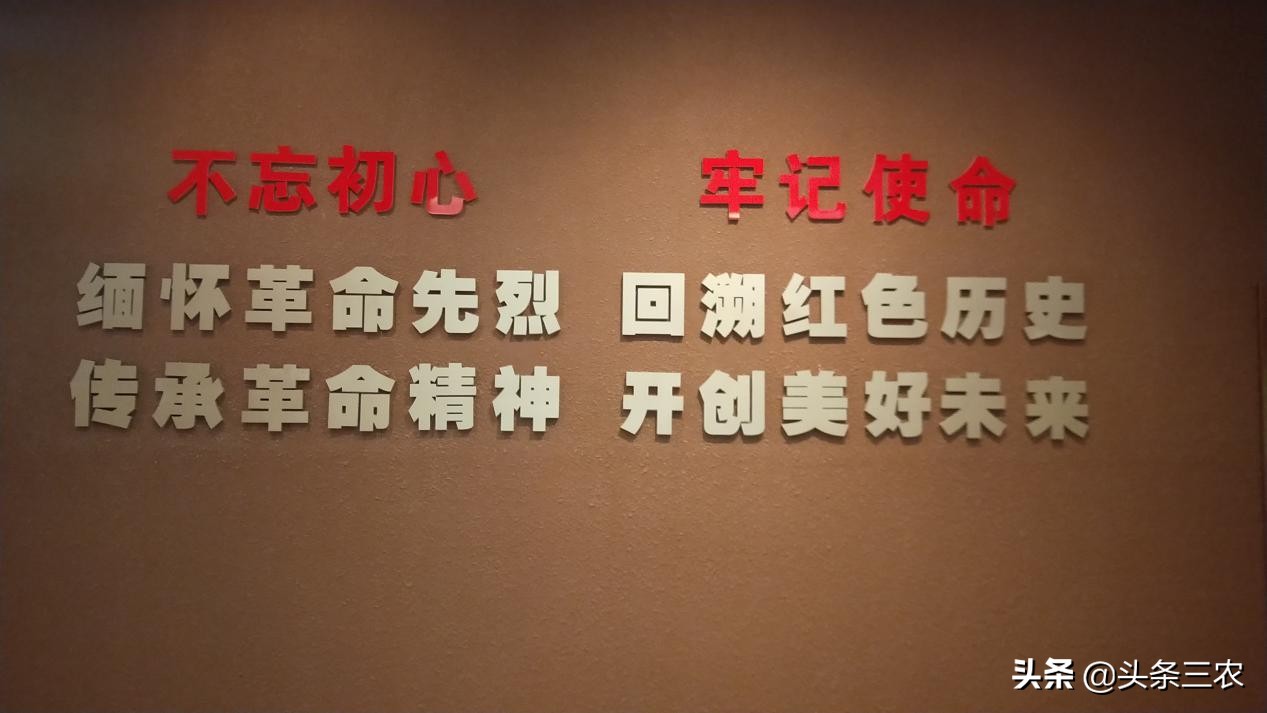 不忘初心 牢记使命
缅怀革命先烈 回溯红色历史
传承革命精神 开创美好未来
头条 @头条三农